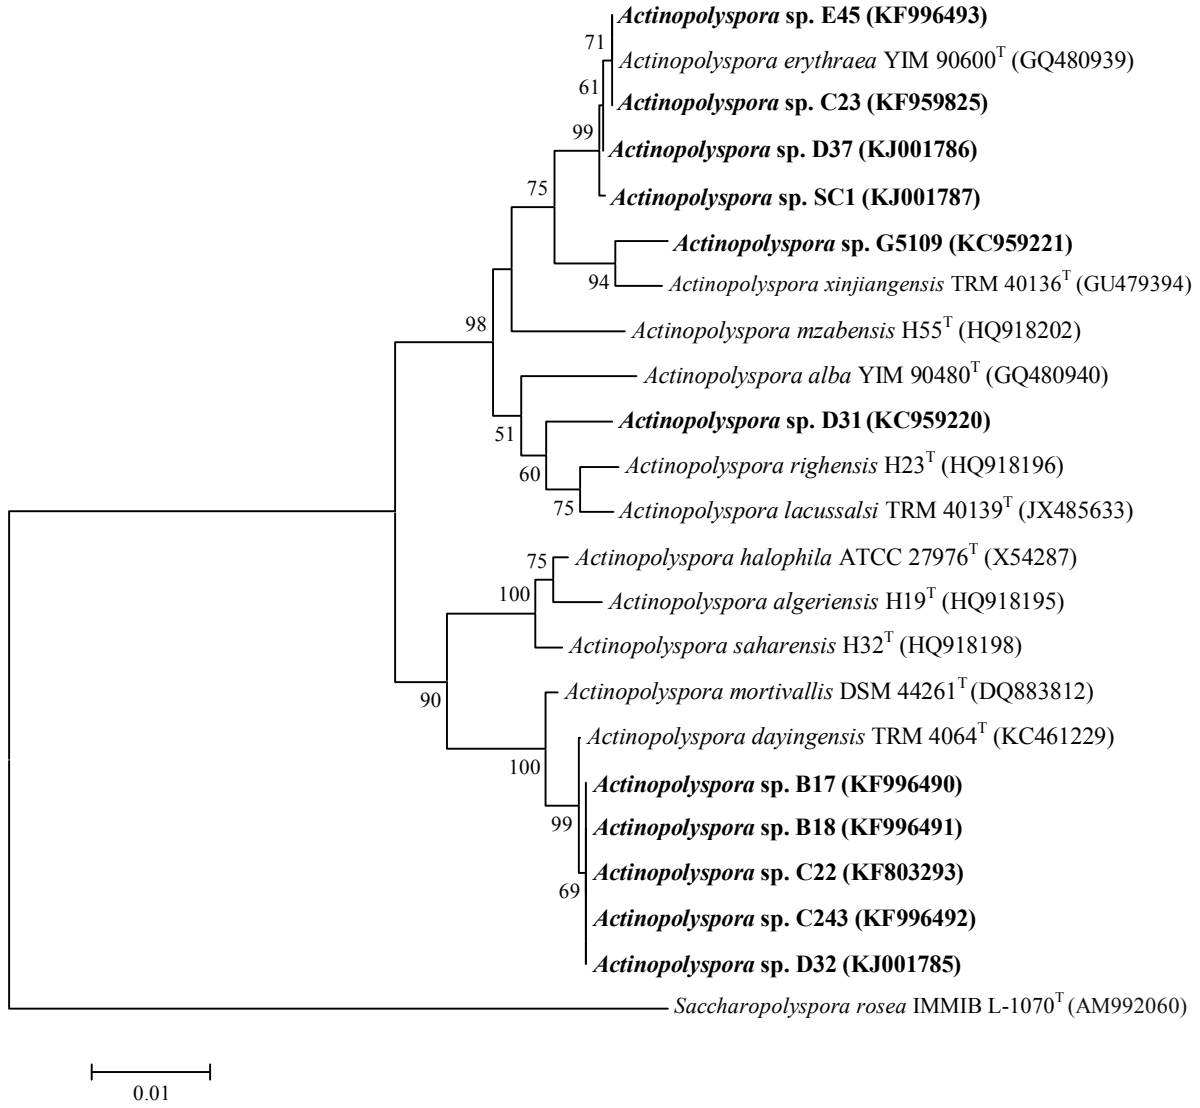 Actinopolyspora sp. E45 (KF996493)
71
Actinopolyspora erythraea YIM 90600T (GQ480939)
61
Actinopolyspora sp. C23 (KF959825)
99
Actinopolyspora sp. D37 (KJ001786)
75
Actinopolyspora sp. SC1 (KJ001787)
Actinopolyspora sp. G5109 (KC959221)
94
Actinopolyspora xinjiangensis TRM 40136T (GU479394)
98
Actinopolyspora mzabensis H55T (HQ918202)
Actinopolyspora alba YIM 90480T (GQ480940)
Actinopolyspora sp. D31 (KC959220)
51
Actinopolyspora righensis H23T (HQ918196)
60
75
Actinopolyspora lacussalsi TRM 40139T (JX485633)
75
Actinopolyspora halophila ATCC 27976T (X54287)
100
Actinopolyspora algeriensis H19T (HQ918195)
Actinopolyspora saharensis H32T (HQ918198)
90
Actinopolyspora mortivallis DSM 44261T (DQ883812)
Actinopolyspora dayingensis TRM 4064T (KC461229)
100
Actinopolyspora sp. B17 (KF996490)
99
Actinopolyspora sp. B18 (KF996491)
Actinopolyspora sp. C22 (KF803293)
69
Actinopolyspora sp. C243 (KF996492)
Actinopolyspora sp. D32 (KJ001785)
Saccharopolyspora rosea IMMIB L-1070T (AM992060)
0.01